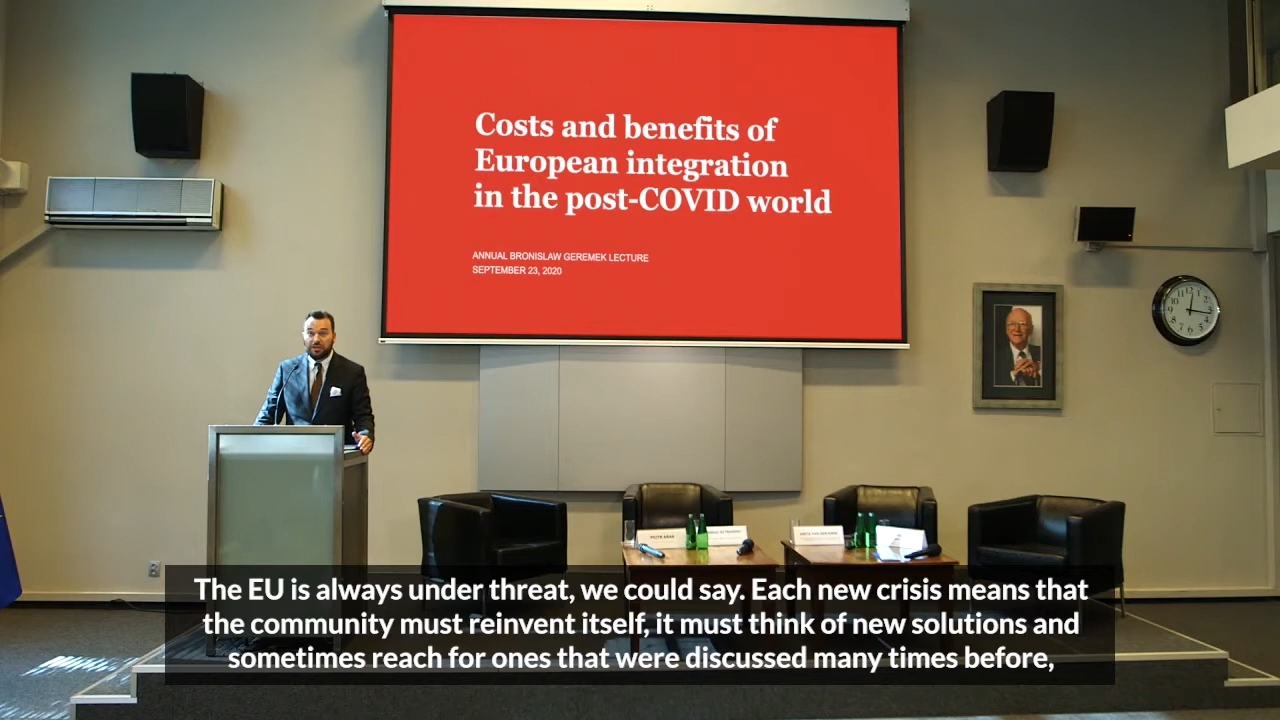 Costs and benefits of
European integration
in the post-COVID world
ANNUAL BRONISLAW GEREMEK LECTURE
SEPTEMBER 23, 2020
The EU is always under threat, we could say. Each new crisis means that
the community must reinvent itself, it must think of new solutions and
sometimes reach for ones that were discussed many times before,